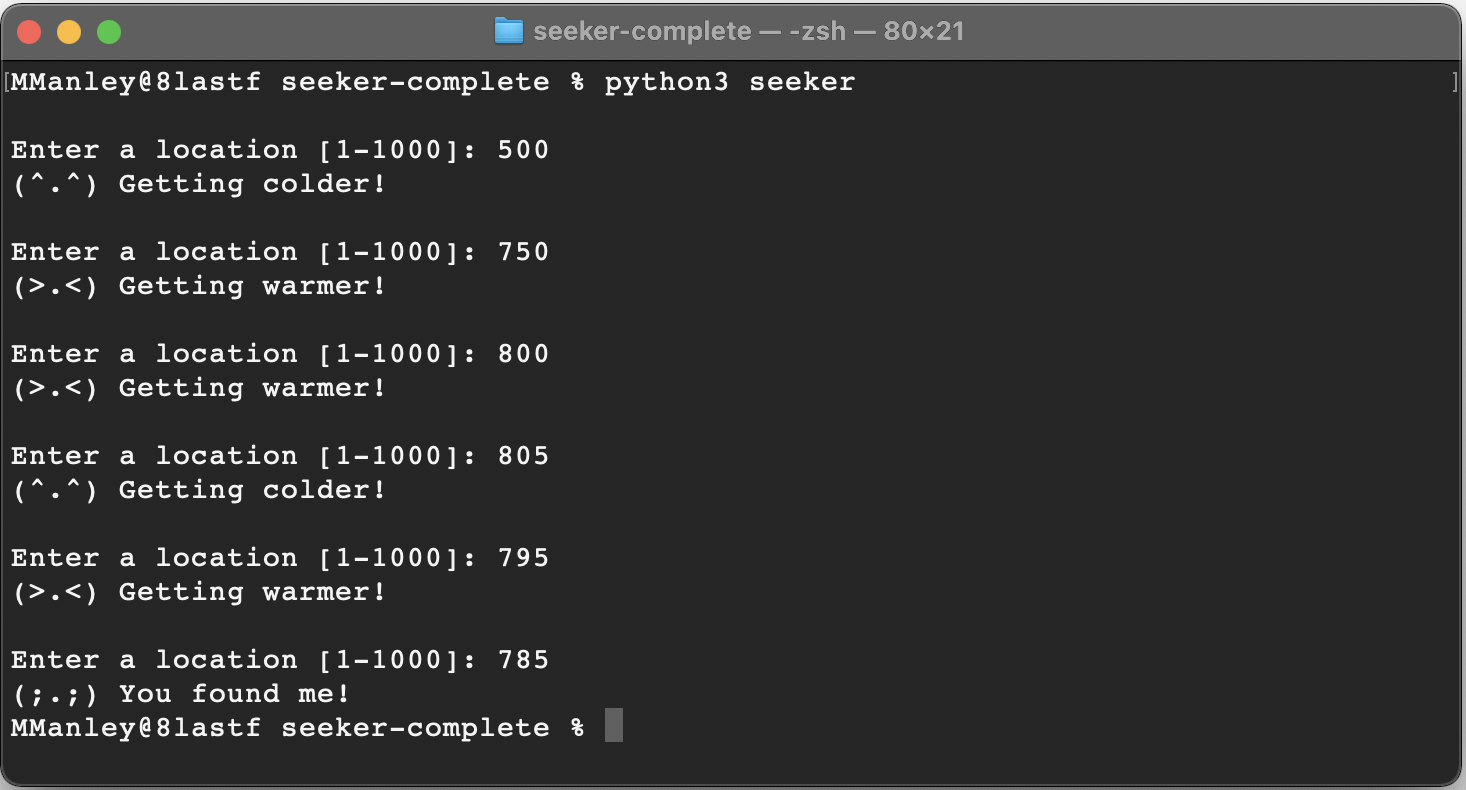 seeker-complete — -zsh — 80×21
[MManley@8lastf seeker-complete % python3 seeker ]
Enter a location [1-1000]: 500
(^.^) Getting colder!
Enter a location [1-1000]: 750
(>.<) Getting warmer!
Enter a location [1-1000]: 800
(>.<) Getting warmer!
Enter a location [1-1000]: 805
(^.^) Getting colder!
Enter a location [1-1000]: 795
(>.<) Getting warmer!
Enter a location [1-1000]: 785
(;.;) You found me!
MManley@8lastf seeker-complete %